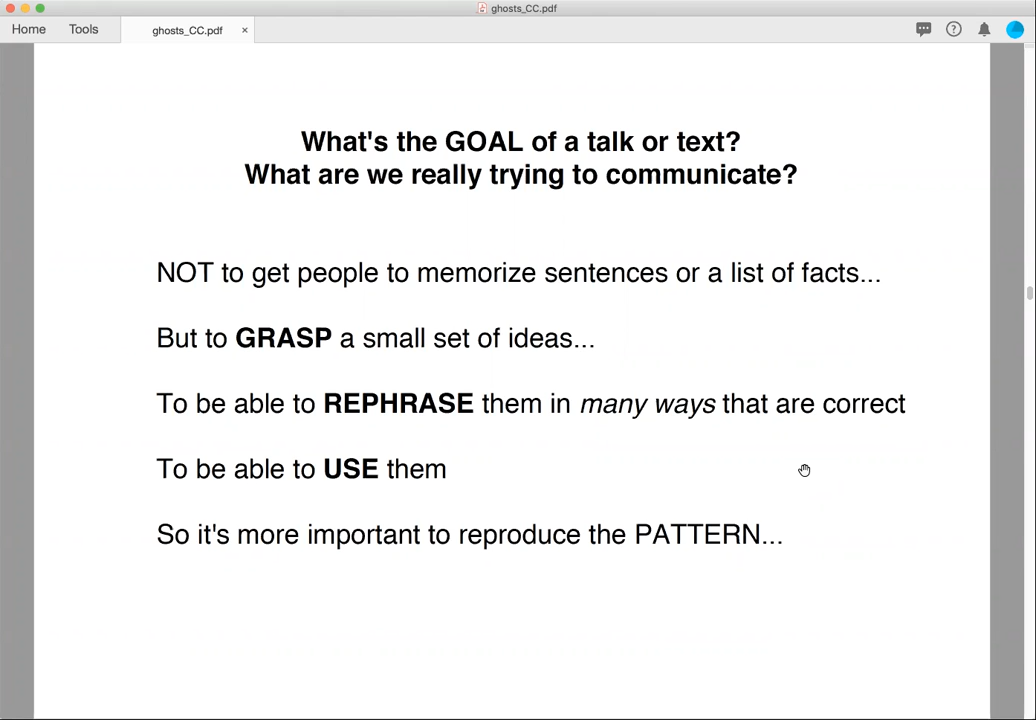 ghosts_CC.pdf
Home Tools ghosts_CC.pdf ×
What's the GOAL of a talk or text?
What are we really trying to communicate?
NOT to get people to memorize sentences or a list of facts...
But to GRASP a small set of ideas...
To be able to REPHRASE them in many ways that are correct
To be able to USE them
So it's more important to reproduce the PATTERN...